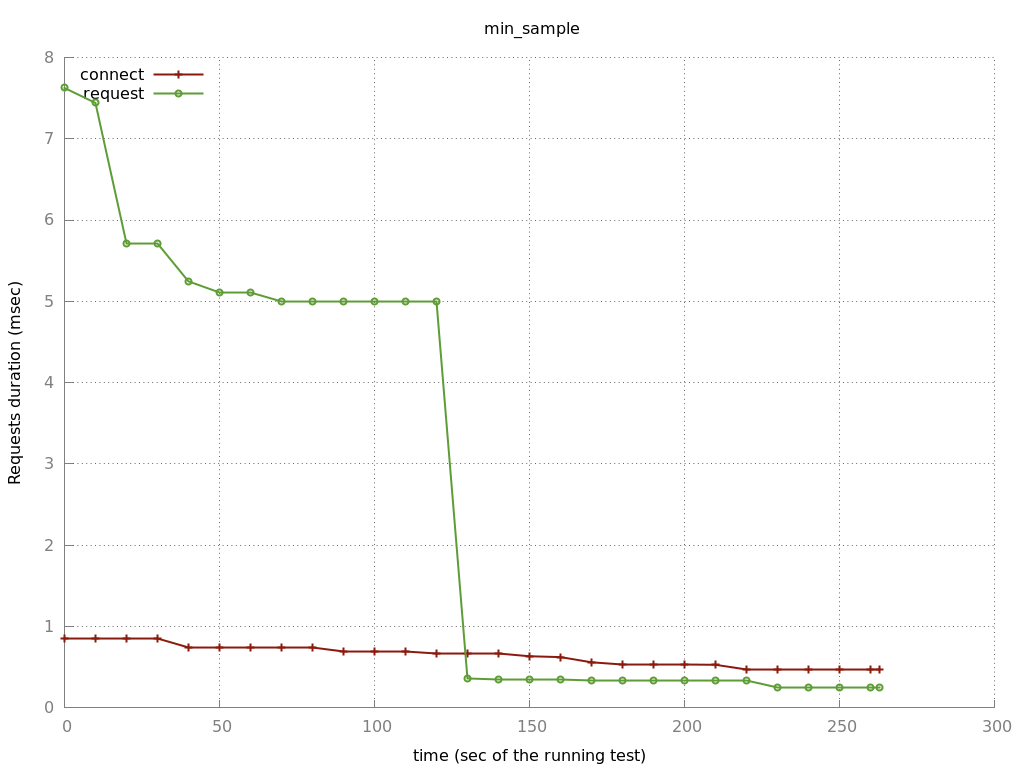 min_sample
8
connect
request
7
6
5
4
3
2
1
0
0 50 100 150 200 250 300
Requests duration (msec)
time (sec of the running test)